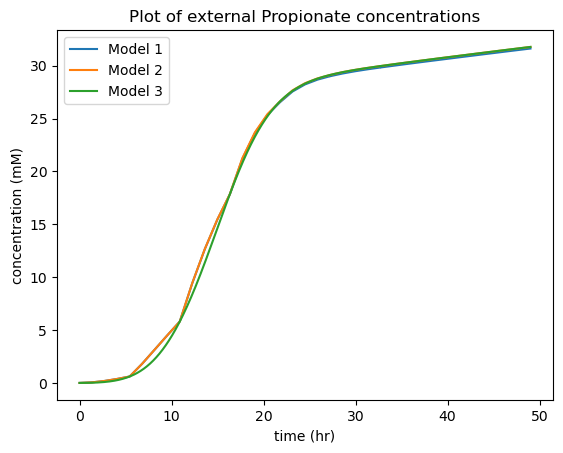 Plot of external Propionate concentrations
Model 1
Model 2
Model 3
concentration (mM)
30
25
20
15
10
5
0
0 10 20 30 40 50
time (hr)